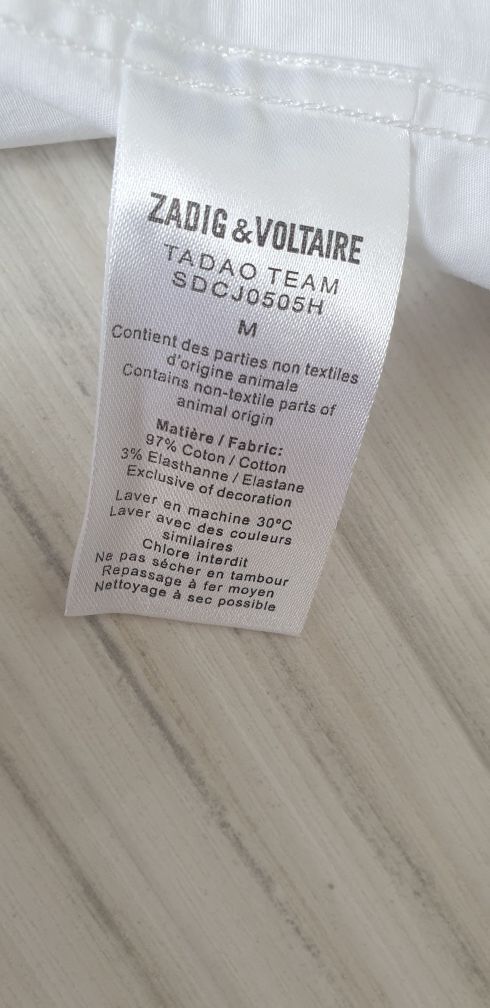 ZADIG & VOLTAIRE
TADAO TEAM
SDCJ0505H
M
Contient des parties non textiles
d'origine animale
Contains non-textile parts of
animal origin
Matière / Fabric:
97% Coton / Cotton
3% Elasthanne / Elastane
Exclusive of decoration
Laver en machine 30°C
Laver avec des couleurs
similaires
Chlore interdit
Ne pas sécher en tambour
Repassage à fer moyen
Nettoyage à sec possible